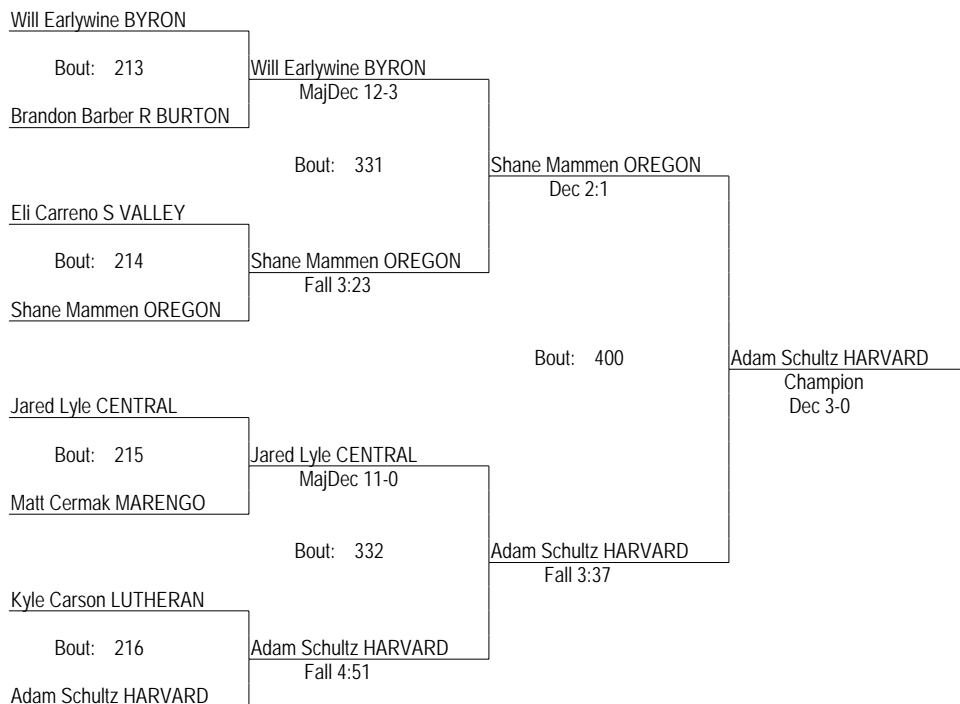 Will Earlywine BYRON
Bout: 213
Will Earlywine BYRON
MajDec 12-3
Brandon Barber R BURTON
Bout: 331
Shane Mammen OREGON
Dec 2:1
Eli Carreno S VALLEY
Bout: 214
Shane Mammen OREGON
Fall 3:23
Shane Mammen OREGON
Bout: 400
Adam Schultz HARVARD
Champion
Dec 3-0
Jared Lyle CENTRAL
Bout: 215
Jared Lyle CENTRAL
MajDec 11-0
Matt Cermak MARENGO
Bout: 332
Adam Schultz HARVARD
Fall 3:37
Kyle Carson LUTHERAN
Bout: 216
Adam Schultz HARVARD
Fall 4:51
Adam Schultz HARVARD